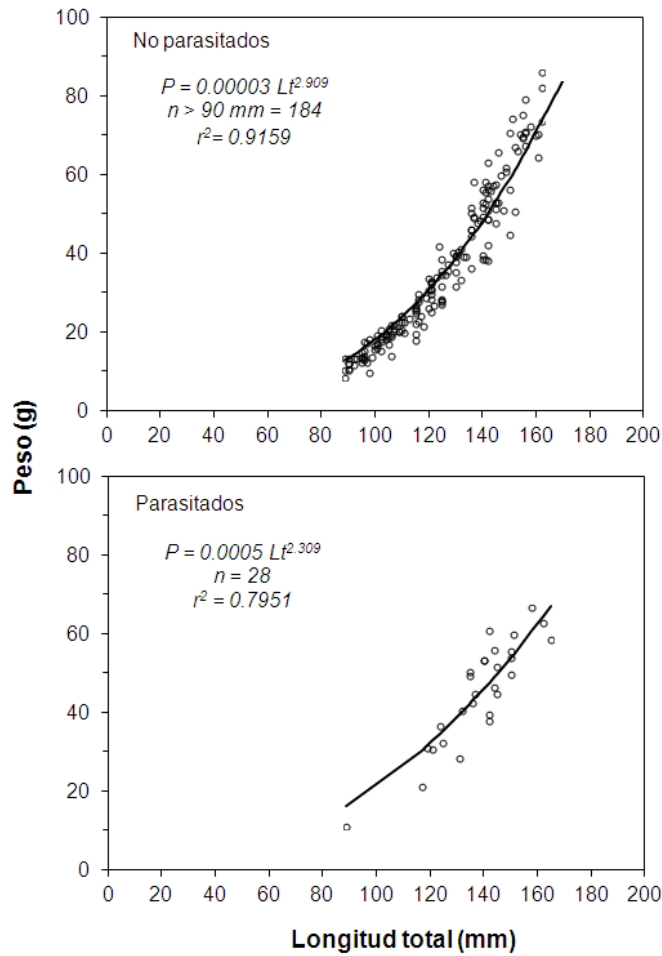 No parasitados
P = 0.00003 Lt^2.909
n > 90 mm = 184
r² = 0.9159
100
80
60
40
20
0
0 20 40 60 80 100 120 140 160 180 200
Peso (g)
Parasitados
P = 0.0005 Lt^2.309
n = 28
r² = 0.7951
100
80
60
40
20
0
0 20 40 60 80 100 120 140 160 180 200
Longitud total (mm)